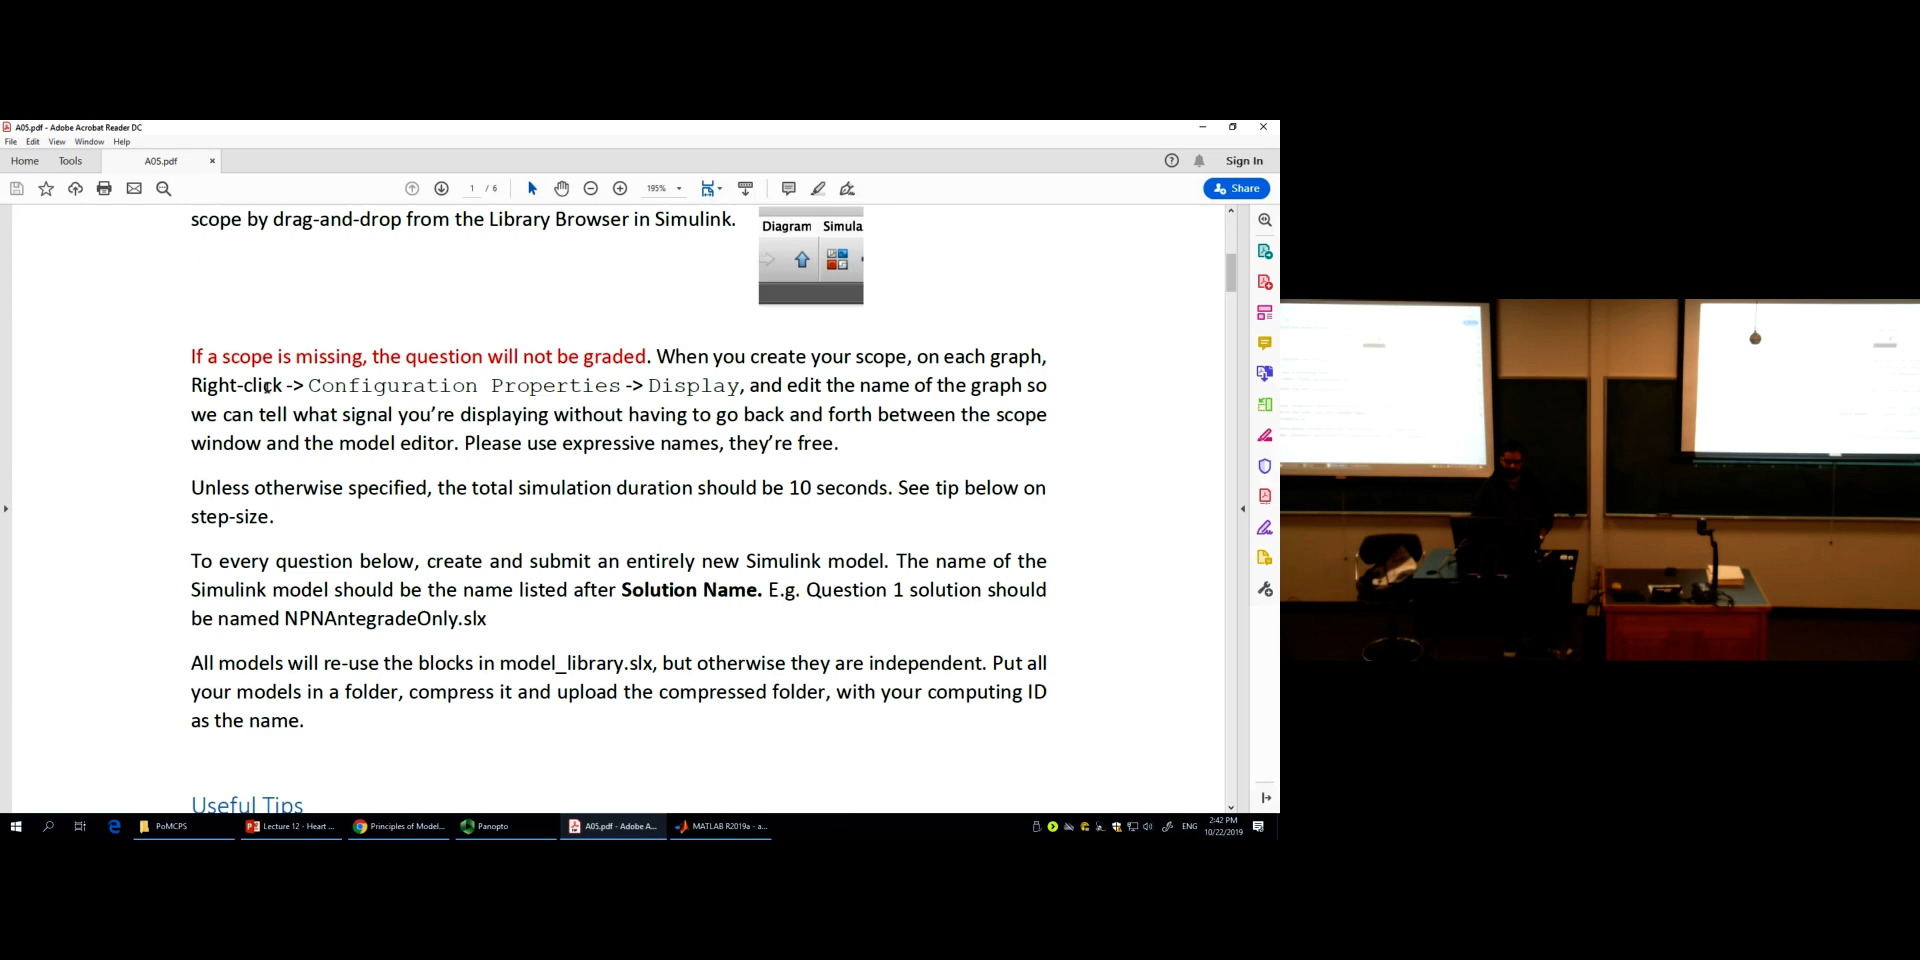 A05.pdf - Adobe Acrobat Reader DC
File Edit View Window Help
Home Tools A05.pdf × Sign In
1 / 6 195% Share
scope by drag-and-drop from the Library Browser in Simulink.
Diagram Simula
If a scope is missing, the question will not be graded. When you create your scope, on each graph,
Right-click -> Configuration Properties -> Display, and edit the name of the graph so
we can tell what signal you’re displaying without having to go back and forth between the scope
window and the model editor. Please use expressive names, they’re free.
Unless otherwise specified, the total simulation duration should be 10 seconds. See tip below on
step-size.
To every question below, create and submit an entirely new Simulink model. The name of the
Simulink model should be the name listed after Solution Name. E.g. Question 1 solution should
be named NPNAntegradeOnly.slx
All models will re-use the blocks in model_library.slx, but otherwise they are independent. Put all
your models in a folder, compress it and upload the compressed folder, with your computing ID
as the name.
Useful Tips
PoMCPS Lecture 12 - Heart ... Principles of Model... Panopto A05.pdf - Adobe A... MATLAB R2019a - a... ENG 2:42 PM
10/22/2019